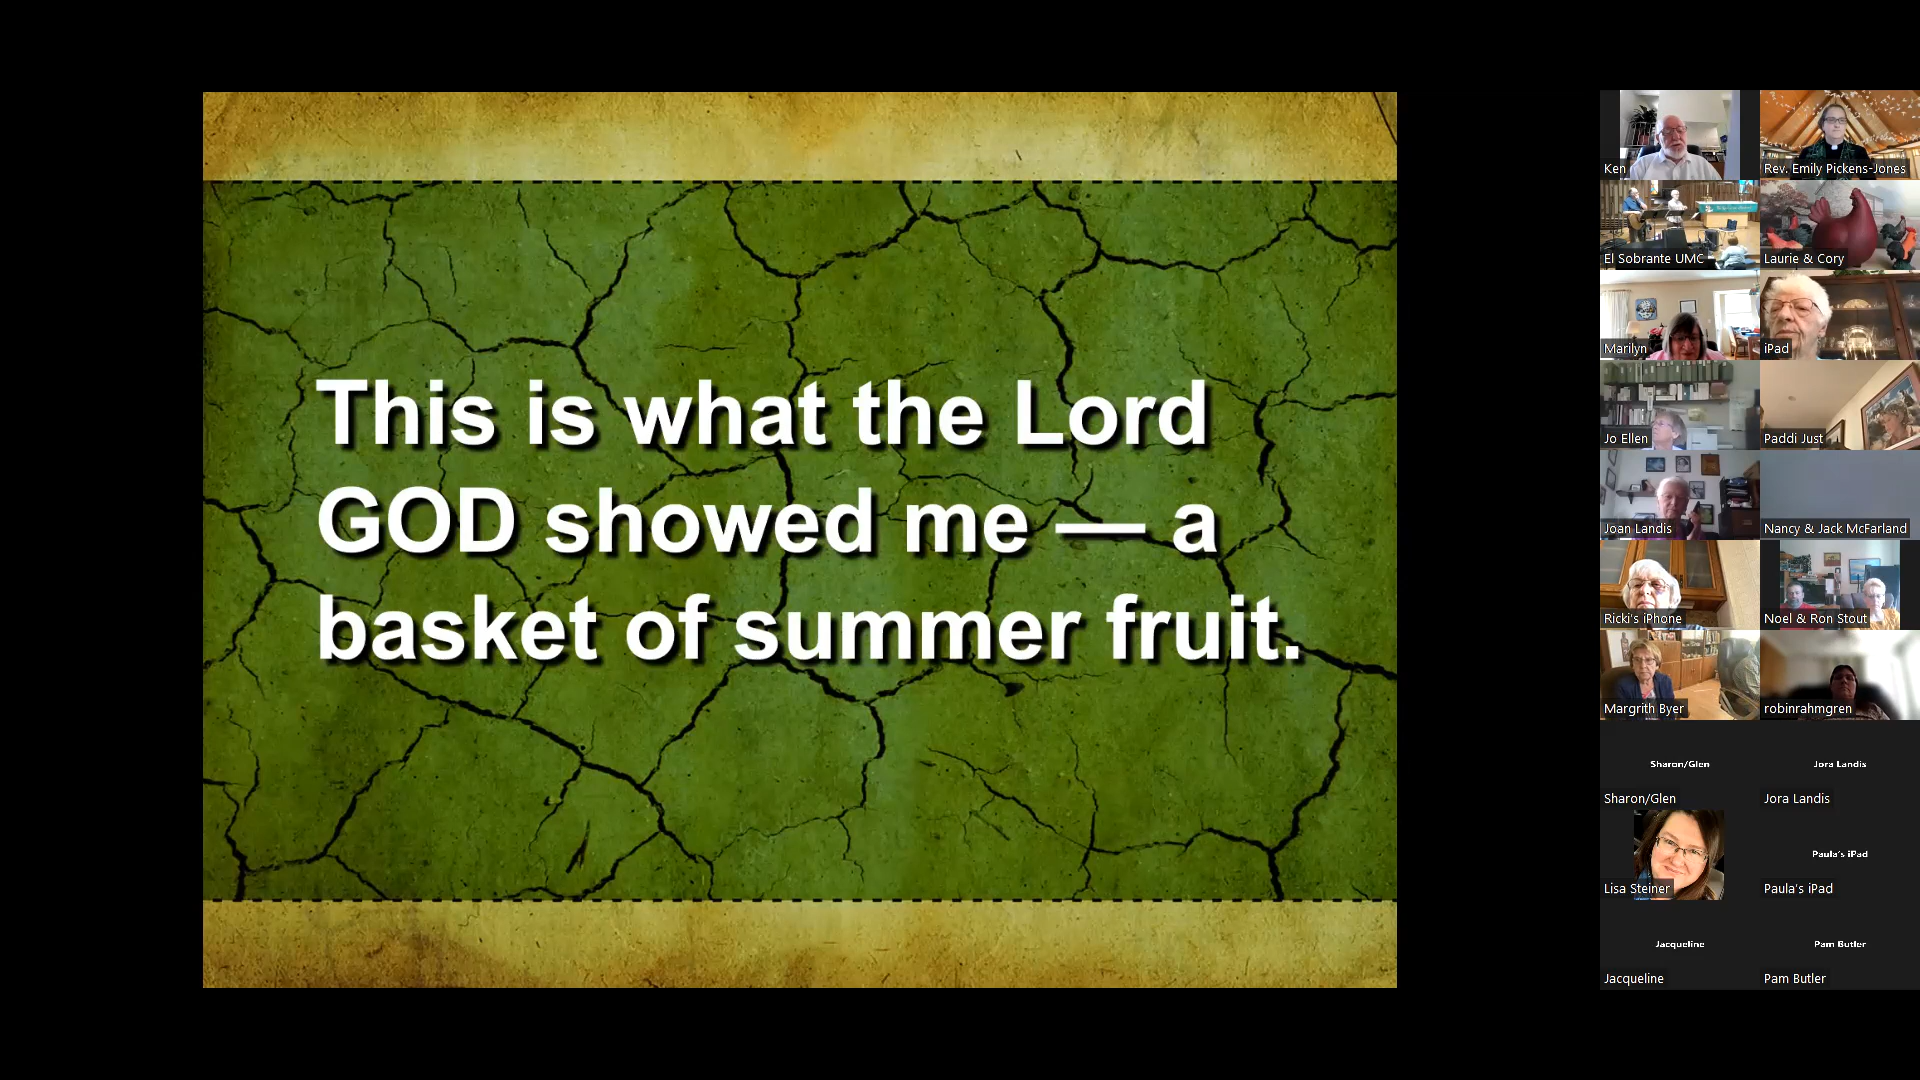 This is what the Lord
GOD showed me — a
basket of summer fruit.
Ken
Rev. Emily Pickens-Jones
El Sobrante UMC
Laurie & Cory
Marilyn
iPad
Jo Ellen
Paddi Just
Joan Landis
Nancy & Jack McFarland
Ricki's iPhone
Noel & Ron Stout
Margrith Byer
robinrahmgren
Sharon/Glen
Jora Landis
Sharon/Glen
Jora Landis
Paula's iPad
Lisa Steiner
Paula's iPad
Jacqueline
Pam Butler
Jacqueline
Pam Butler